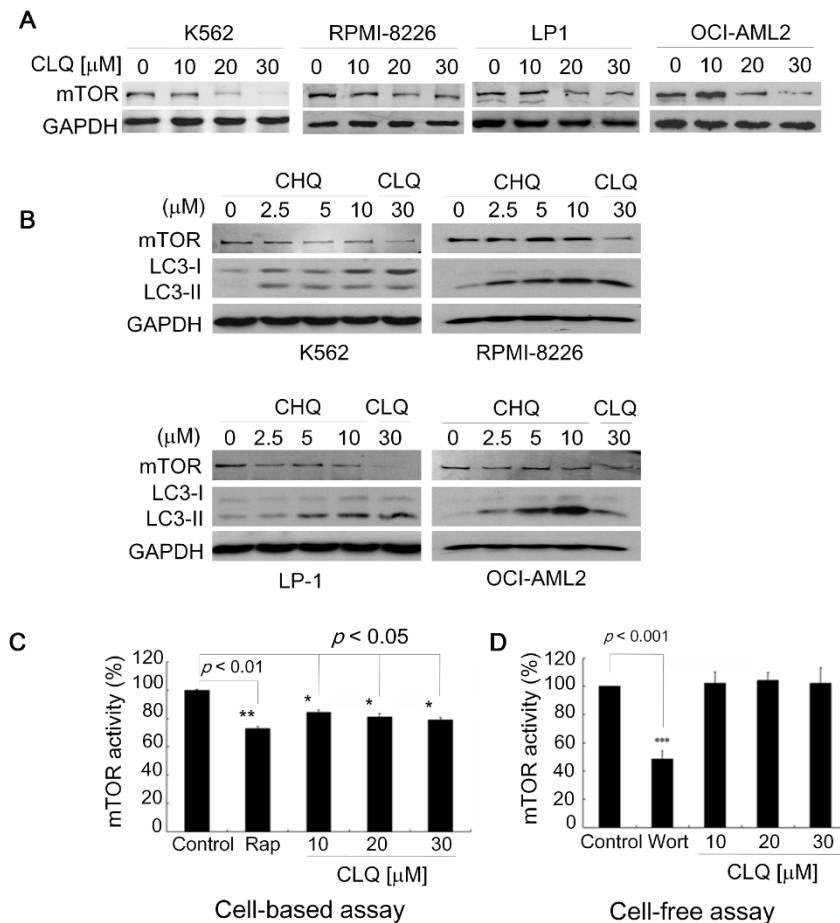 A
K562 RPMI-8226 LP1 OCI-AML2
CLQ [µM] 0 10 20 30 0 10 20 30 0 10 20 30 0 10 20 30
mTOR
GAPDH
B
CHQ CLQ CHQ CLQ
(µM) 0 2.5 5 10 30 0 2.5 5 10 30
mTOR
LC3-I
LC3-II
GAPDH
K562 RPMI-8226
CHQ CLQ CHQ CLQ
(µM) 0 2.5 5 10 30 0 2.5 5 10 30
mTOR
LC3-I
LC3-II
GAPDH
LP-1 OCI-AML2
C
p < 0.05
p < 0.01
mTOR activity (%)
120
100
80
60
40
20
0
** * * *
Control Rap 10 20 30
CLQ [µM]
Cell-based assay
D
p < 0.001
mTOR activity (%)
120
100
80
60
40
20
0
***
Control Wort 10 20 30
CLQ [µM]
Cell-free assay